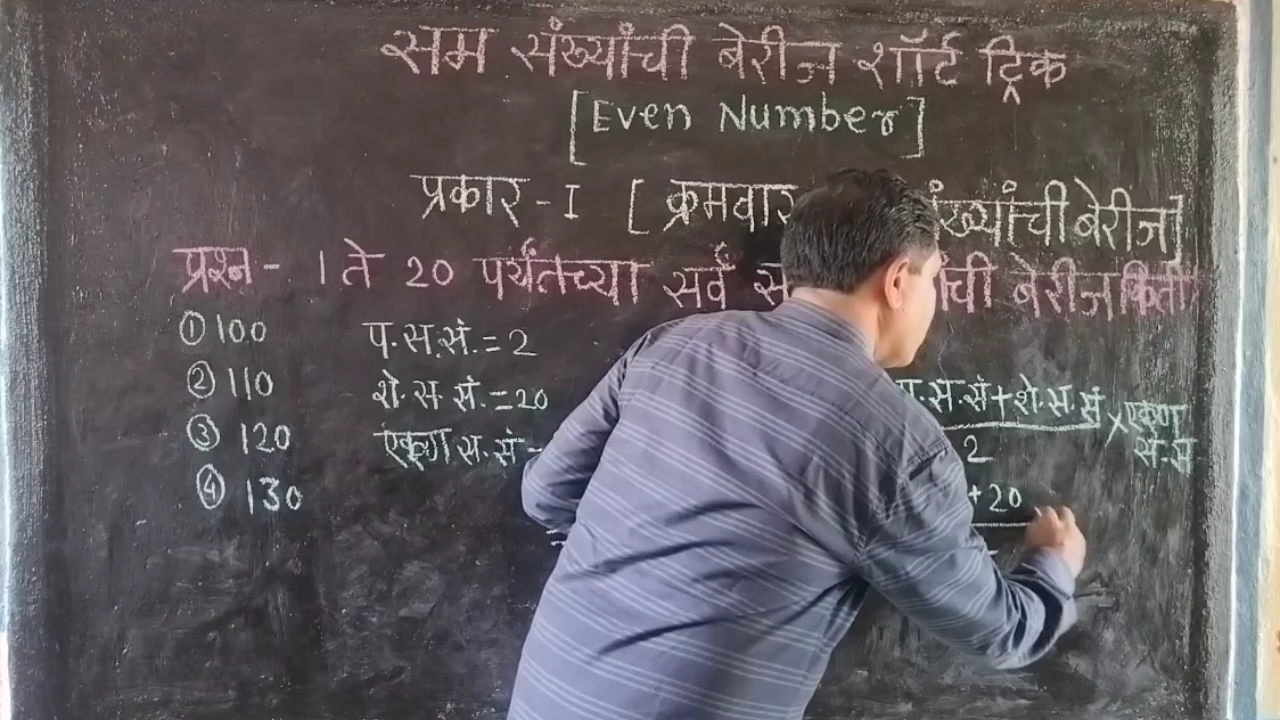 सम संख्यांची बेरीज शॉर्ट ट्रिक
[Even Number]
प्रकार - I [ क्रमवार संख्यांची बेरीज]
प्रश्न - 1 ते 20 पर्यंतच्या सर्व स ची बेरीज किती
① 100
② 110
③ 120
④ 130
प. स. सं. = 2
शे. स. सं. = 20
एकूण स. सं =
प. स. सं + शे. स. सं × एकूण स. सं
2
+ 20